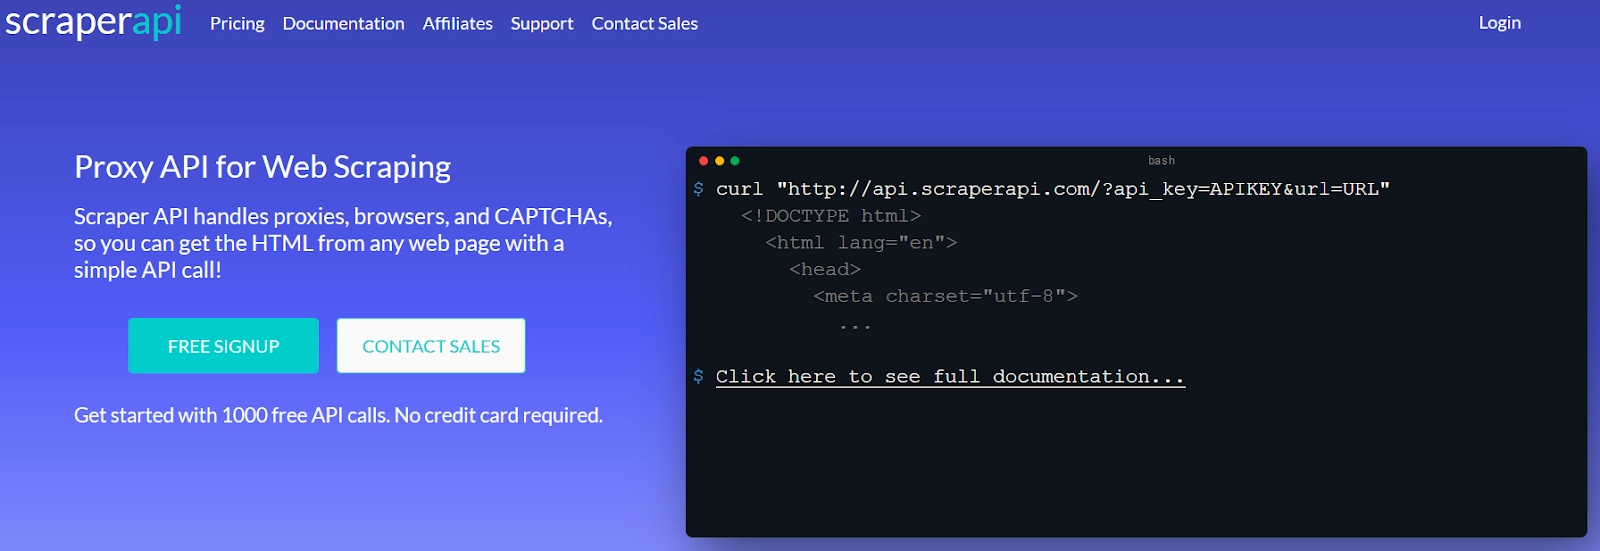 scraperapi Pricing Documentation Affiliates Support Contact Sales Login
Proxy API for Web Scraping
Scraper API handles proxies, browsers, and CAPTCHAs,
so you can get the HTML from any web page with a
simple API call!
FREE SIGNUP CONTACT SALES
Get started with 1000 free API calls. No credit card required.
bash
$ curl "http://api.scraperapi.com/?api_key=APIKEY&url=URL"
<!DOCTYPE html>
<html lang="en">
<head>
<meta charset="utf-8">
...
$ Click here to see full documentation...